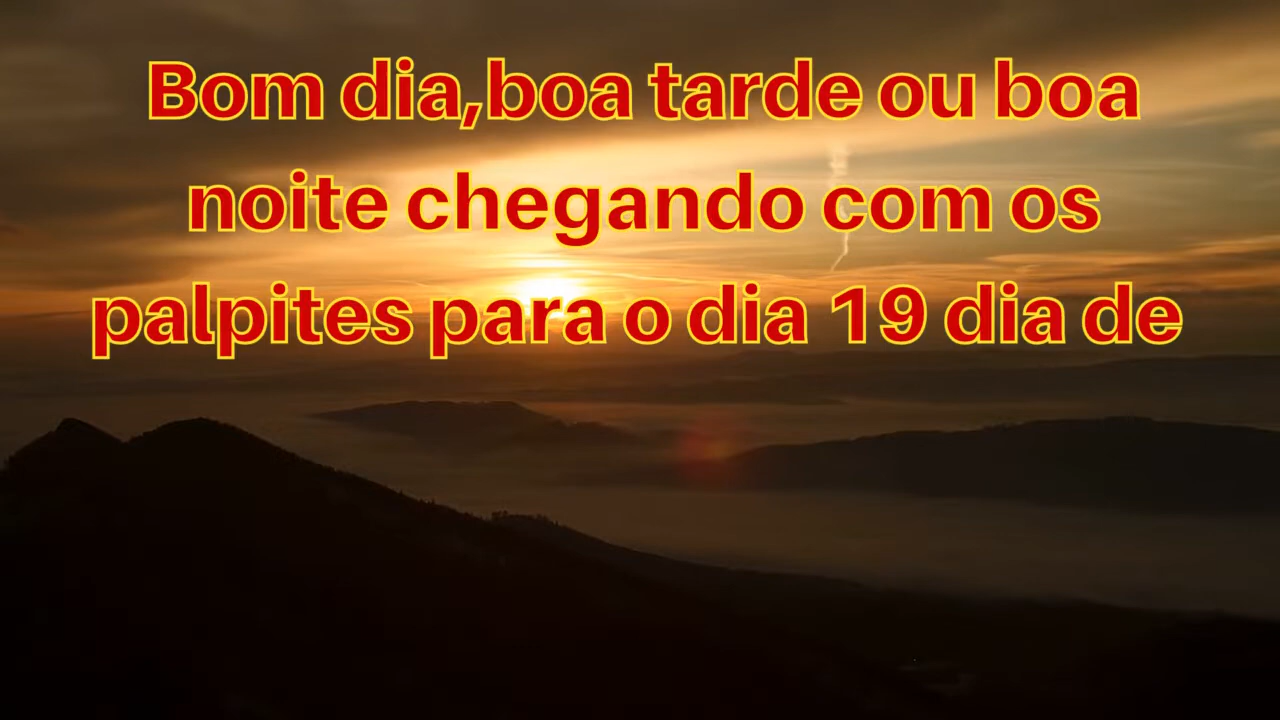 Bom dia,boa tarde ou boa
noite chegando com os
palpites para o dia 19 dia de